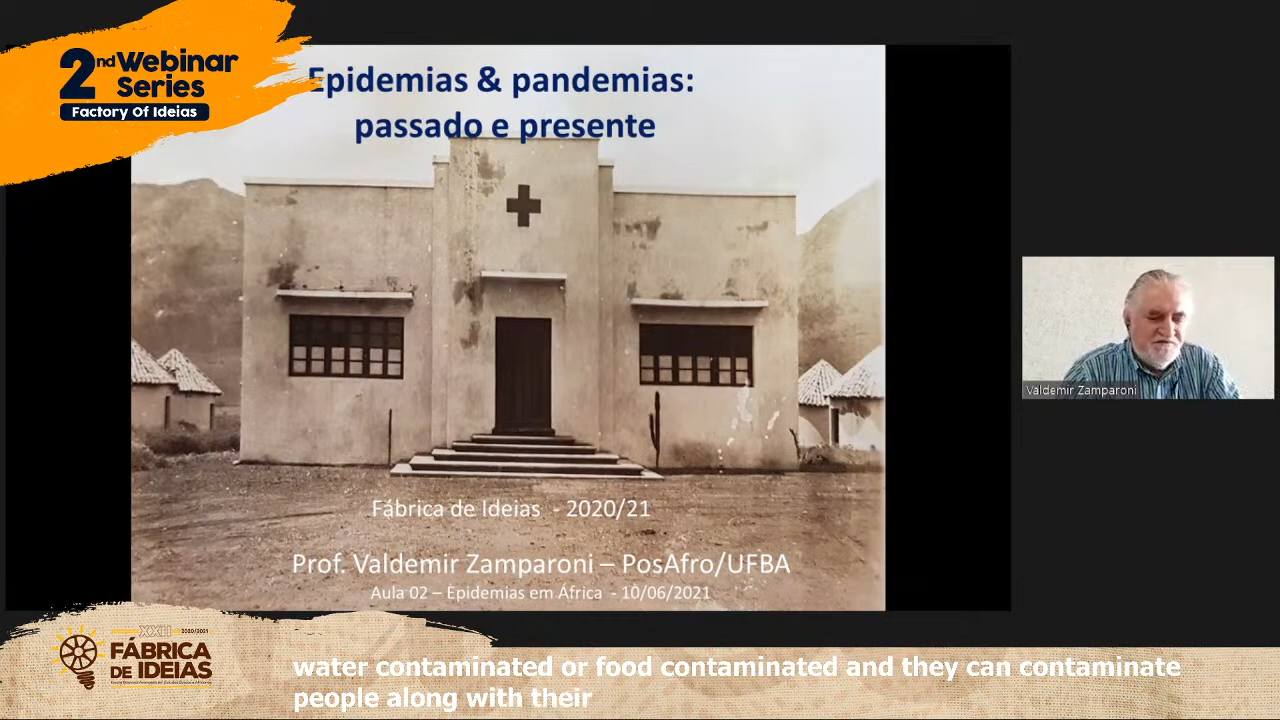 2nd Webinar
Series
Factory Of Ideias
Epidemias & pandemias:
passado e presente
Fábrica de Ideias - 2020/21
Prof. Valdemir Zamparoni – PosAfro/UFBA
Aula 02 – Epidemias em África - 10/06/2021
Valdemir Zamparoni
XXII 2020/2021
FÁBRICA
DE IDEIAS
water contaminated or food contaminated and they can contaminate
people along with their